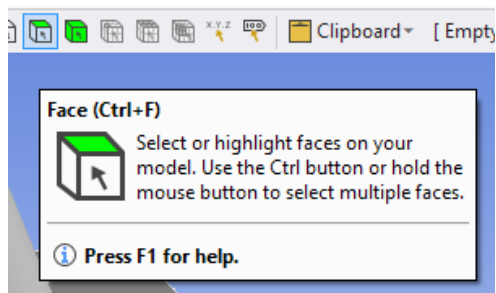 X.Y.Z
Clipboard [ Empty
Face (Ctrl+F)
Select or highlight faces on your
model. Use the Ctrl button or hold the
mouse button to select multiple faces.
Press F1 for help.